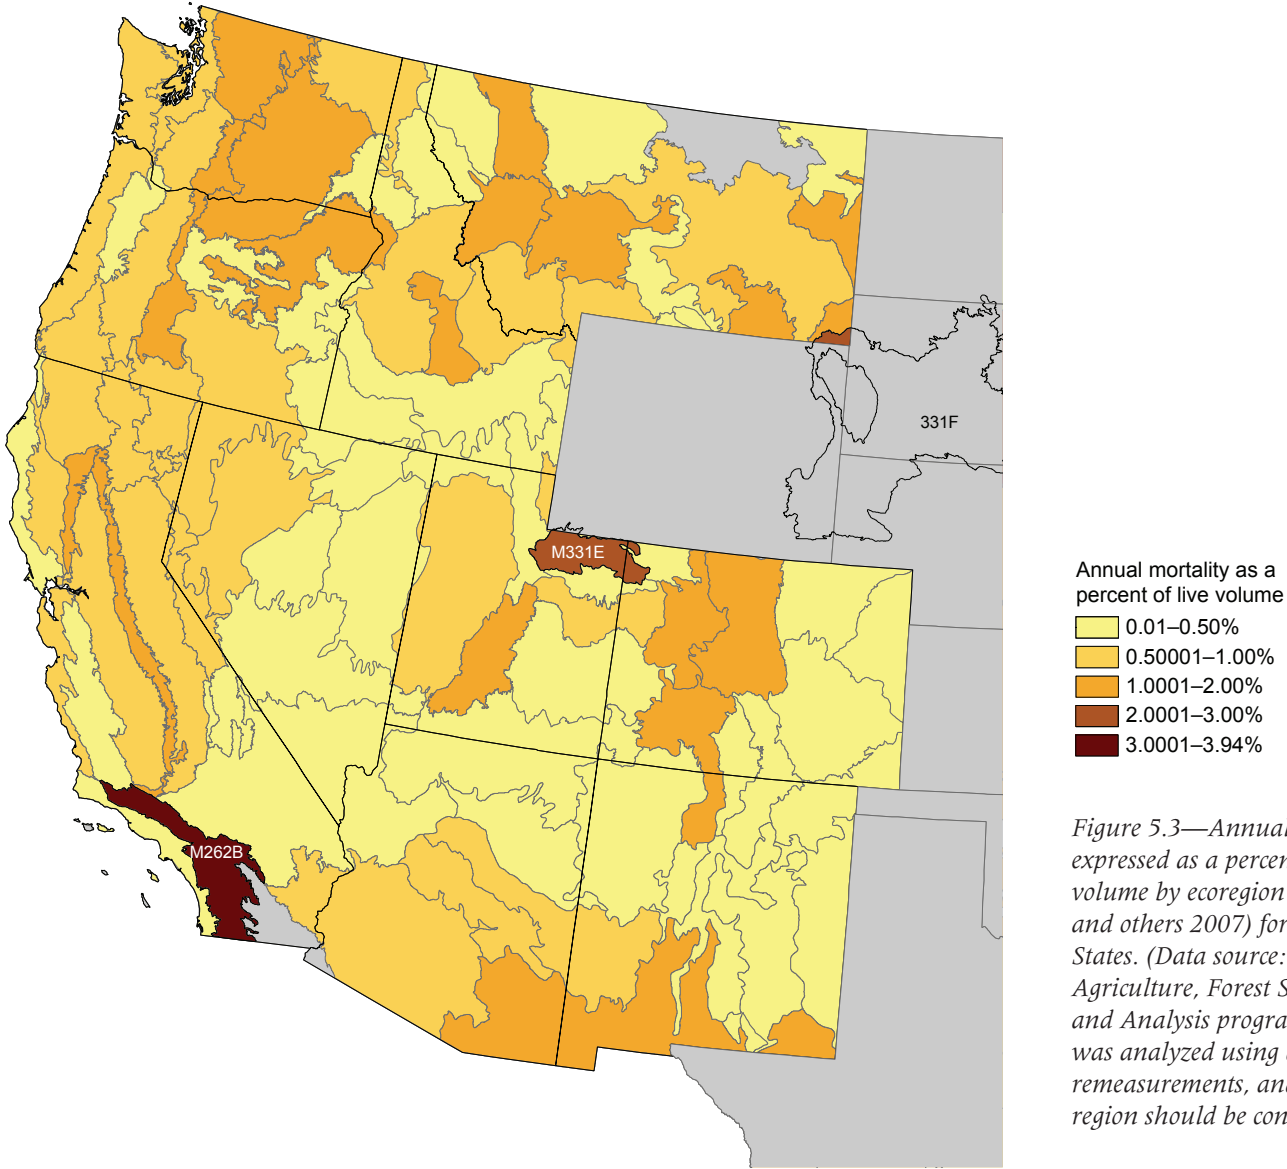 331F
M331E
M262B
Annual mortality as a
percent of live volume
0.01–0.50%
0.50001–1.00%
1.0001–2.00%
2.0001–3.00%
3.0001–3.94%
Figure 5.3—Annual
expressed as a percen
volume by ecoregion
and others 2007) for
States. (Data source:
Agriculture, Forest S
and Analysis progra
was analyzed using
remeasurements, an
region should be con